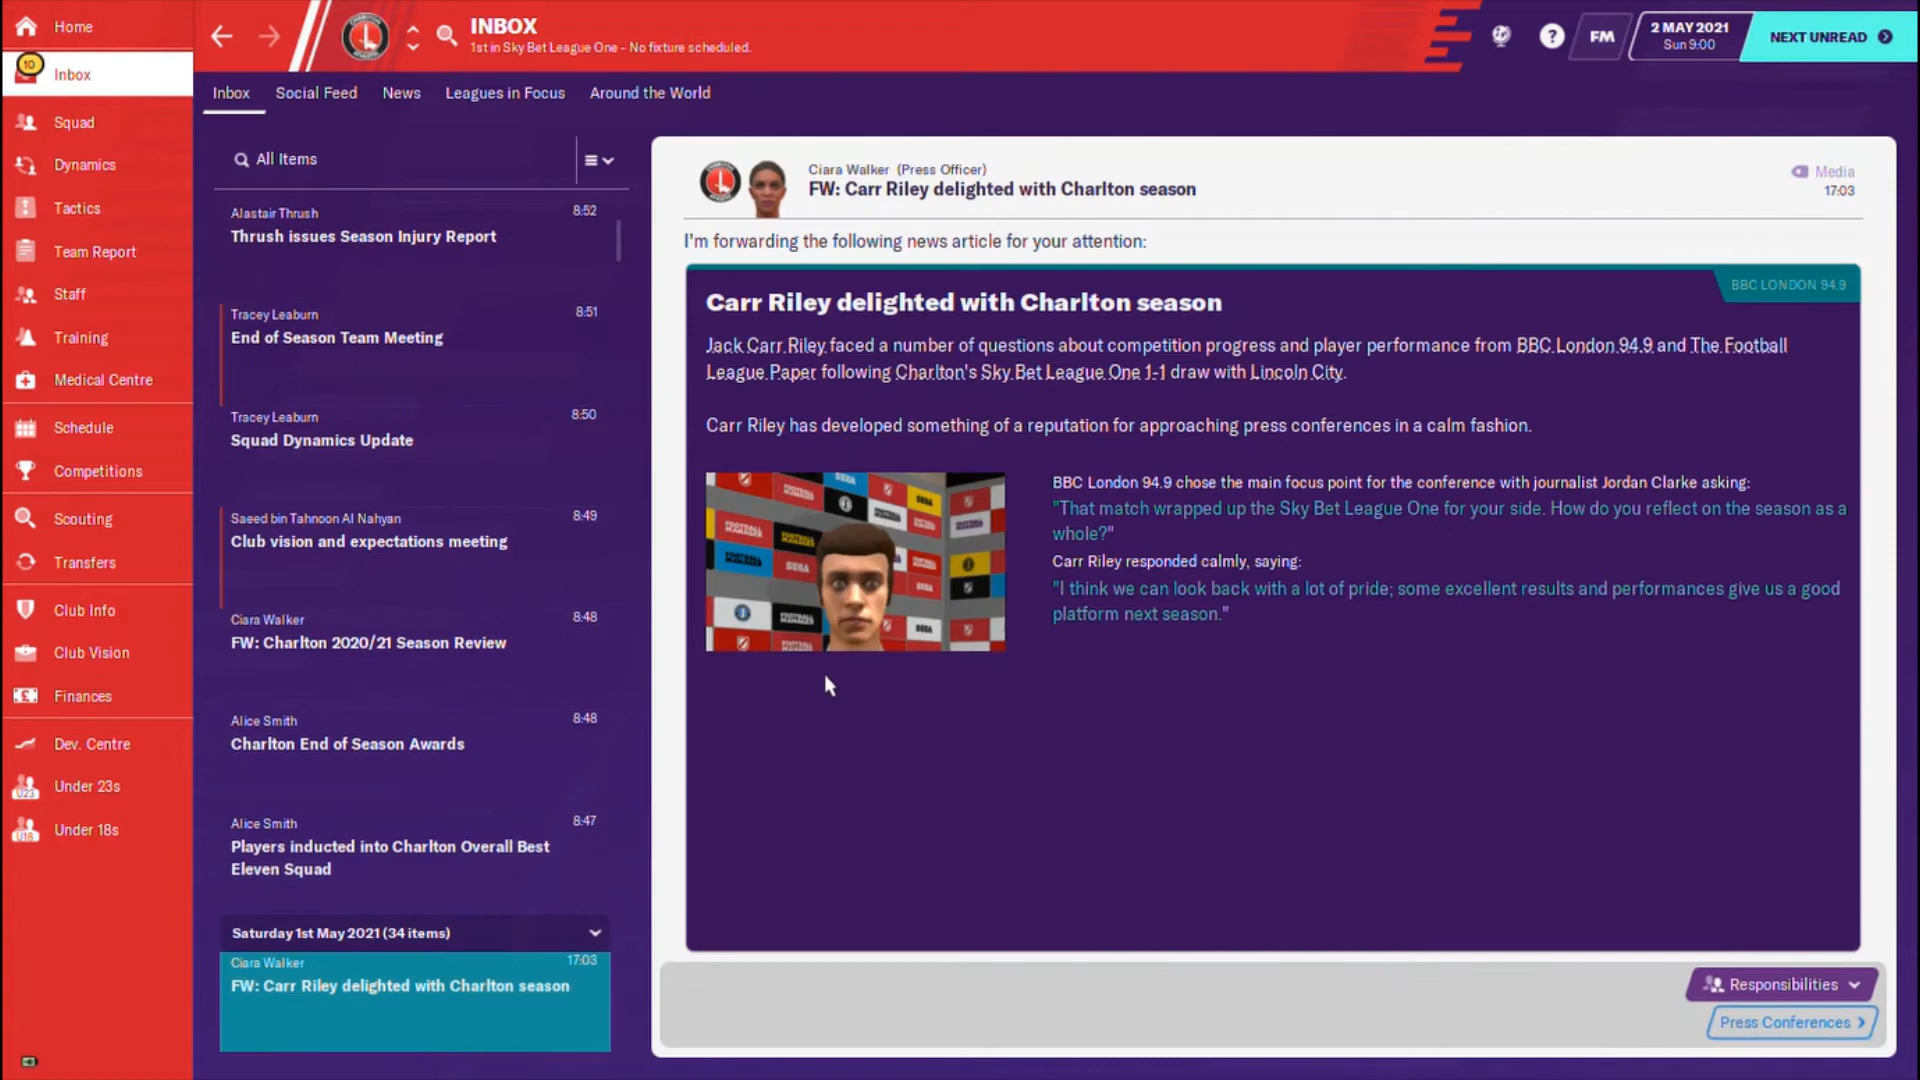 Home
10
Inbox
Squad
Dynamics
Tactics
Team Report
Staff
Training
Medical Centre
Schedule
Competitions
Scouting
Transfers
Club Info
Club Vision
Finances
Dev. Centre
U23
Under 23s
U18
Under 18s
INBOX
1st in Sky Bet League One - No fixture scheduled.
?
FM
2 MAY 2021
Sun 9:00
NEXT UNREAD
Inbox
Social Feed
News
Leagues in Focus
Around the World
All Items
Alastair Thrush
8:52
Thrush issues Season Injury Report
Tracey Leaburn
8:51
End of Season Team Meeting
Tracey Leaburn
8:50
Squad Dynamics Update
Saeed bin Tahnoon Al Nahyan
8:49
Club vision and expectations meeting
Ciara Walker
8:48
FW: Charlton 2020/21 Season Review
Alice Smith
8:48
Charlton End of Season Awards
Alice Smith
8:47
Players inducted into Charlton Overall Best
Eleven Squad
Saturday 1st May 2021 (34 items)
Ciara Walker
17:03
FW: Carr Riley delighted with Charlton season
Ciara Walker (Press Officer)
FW: Carr Riley delighted with Charlton season
Media
17:03
I'm forwarding the following news article for your attention:
BBC LONDON 94.9
Carr Riley delighted with Charlton season
Jack Carr Riley faced a number of questions about competition progress and player performance from BBC London 94.9 and The Football
League Paper following Charlton's Sky Bet League One 1-1 draw with Lincoln City.
Carr Riley has developed something of a reputation for approaching press conferences in a calm fashion.
BBC London 94.9 chose the main focus point for the conference with journalist Jordan Clarke asking:
"That match wrapped up the Sky Bet League One for your side. How do you reflect on the season as a
whole?"
Carr Riley responded calmly, saying:
"I think we can look back with a lot of pride; some excellent results and performances give us a good
platform next season."
SEGA
FOOTBALL MANAGER
SEGA
SEGA
Responsibilities
Press Conferences